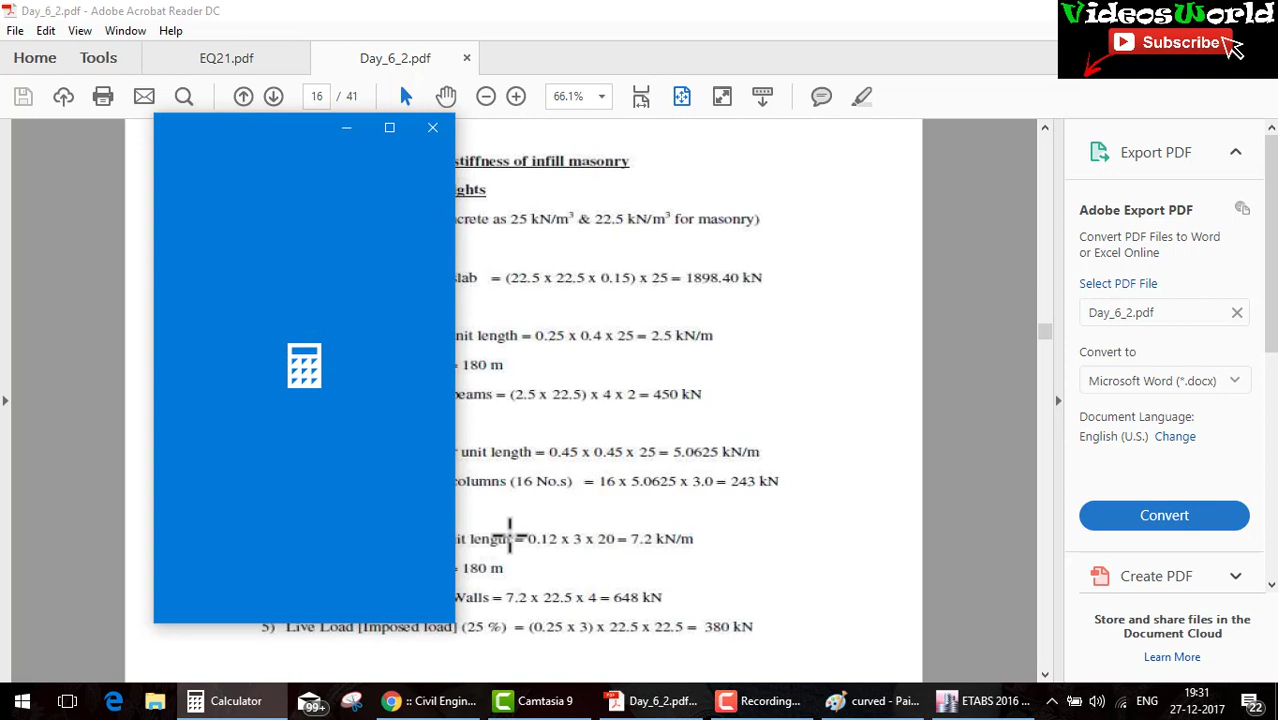 Day_6_2.pdf - Adobe Acrobat Reader DC
VideosWorld
Subscribe
File Edit View Window Help
Home Tools EQ21.pdf Day_6_2.pdf ×
16 / 41 66.1%
stiffness of infill masonry
ghts
ncrete as 25 kN/m³ & 22.5 kN/m³ for masonry)
slab = (22.5 x 22.5 x 0.15) x 25 = 1898.40 kN
nit length = 0.25 x 0.4 x 25 = 2.5 kN/m
= 180 m
eams = (2.5 x 22.5) x 4 x 2 = 450 kN
r unit length = 0.45 x 0.45 x 25 = 5.0625 kN/m
columns (16 No.s) = 16 x 5.0625 x 3.0 = 243 kN
it length = 0.12 x 3 x 20 = 7.2 kN/m
= 180 m
Walls = 7.2 x 22.5 x 4 = 648 kN
5) Live Load [Imposed load] (25 %) = (0.25 x 3) x 22.5 x 22.5 = 380 kN
Export PDF
Adobe Export PDF
Convert PDF Files to Word
or Excel Online
Select PDF File
Day_6_2.pdf
Convert to
Microsoft Word (*.docx)
Document Language:
English (U.S.) Change
Convert
Create PDF
Store and share files in the
Document Cloud
Learn More
Calculator 99+ :: Civil Engin... Camtasia 9 Day_6_2.pdf... Recording... curved - Pai... ETABS 2016 ... ENG 19:31
27-12-2017 22